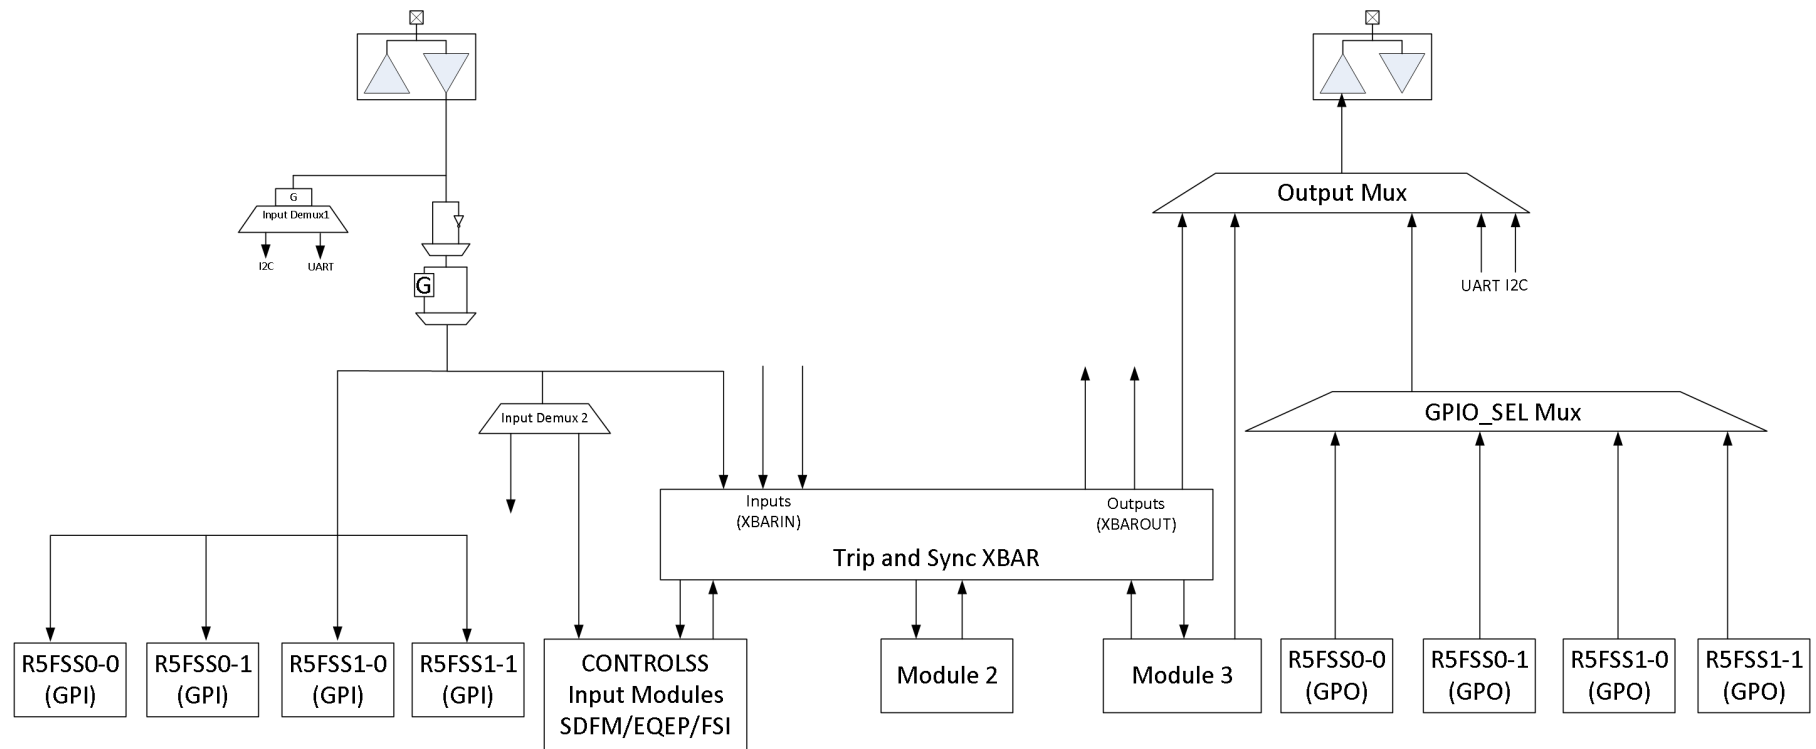 Output Mux
G
Input Demux1
I2C
UART
G
UART I2C
Input Demux 2
GPIO_SEL Mux
Inputs
(XBARIN)
Outputs
(XBAROUT)
Trip and Sync XBAR
R5FSS0-0
(GPI)
R5FSS0-1
(GPI)
R5FSS1-0
(GPI)
R5FSS1-1
(GPI)
CONTROLSS
Input Modules
SDFM/EQEP/FSI
Module 2
Module 3
R5FSS0-0
(GPO)
R5FSS0-1
(GPO)
R5FSS1-0
(GPO)
R5FSS1-1
(GPO)